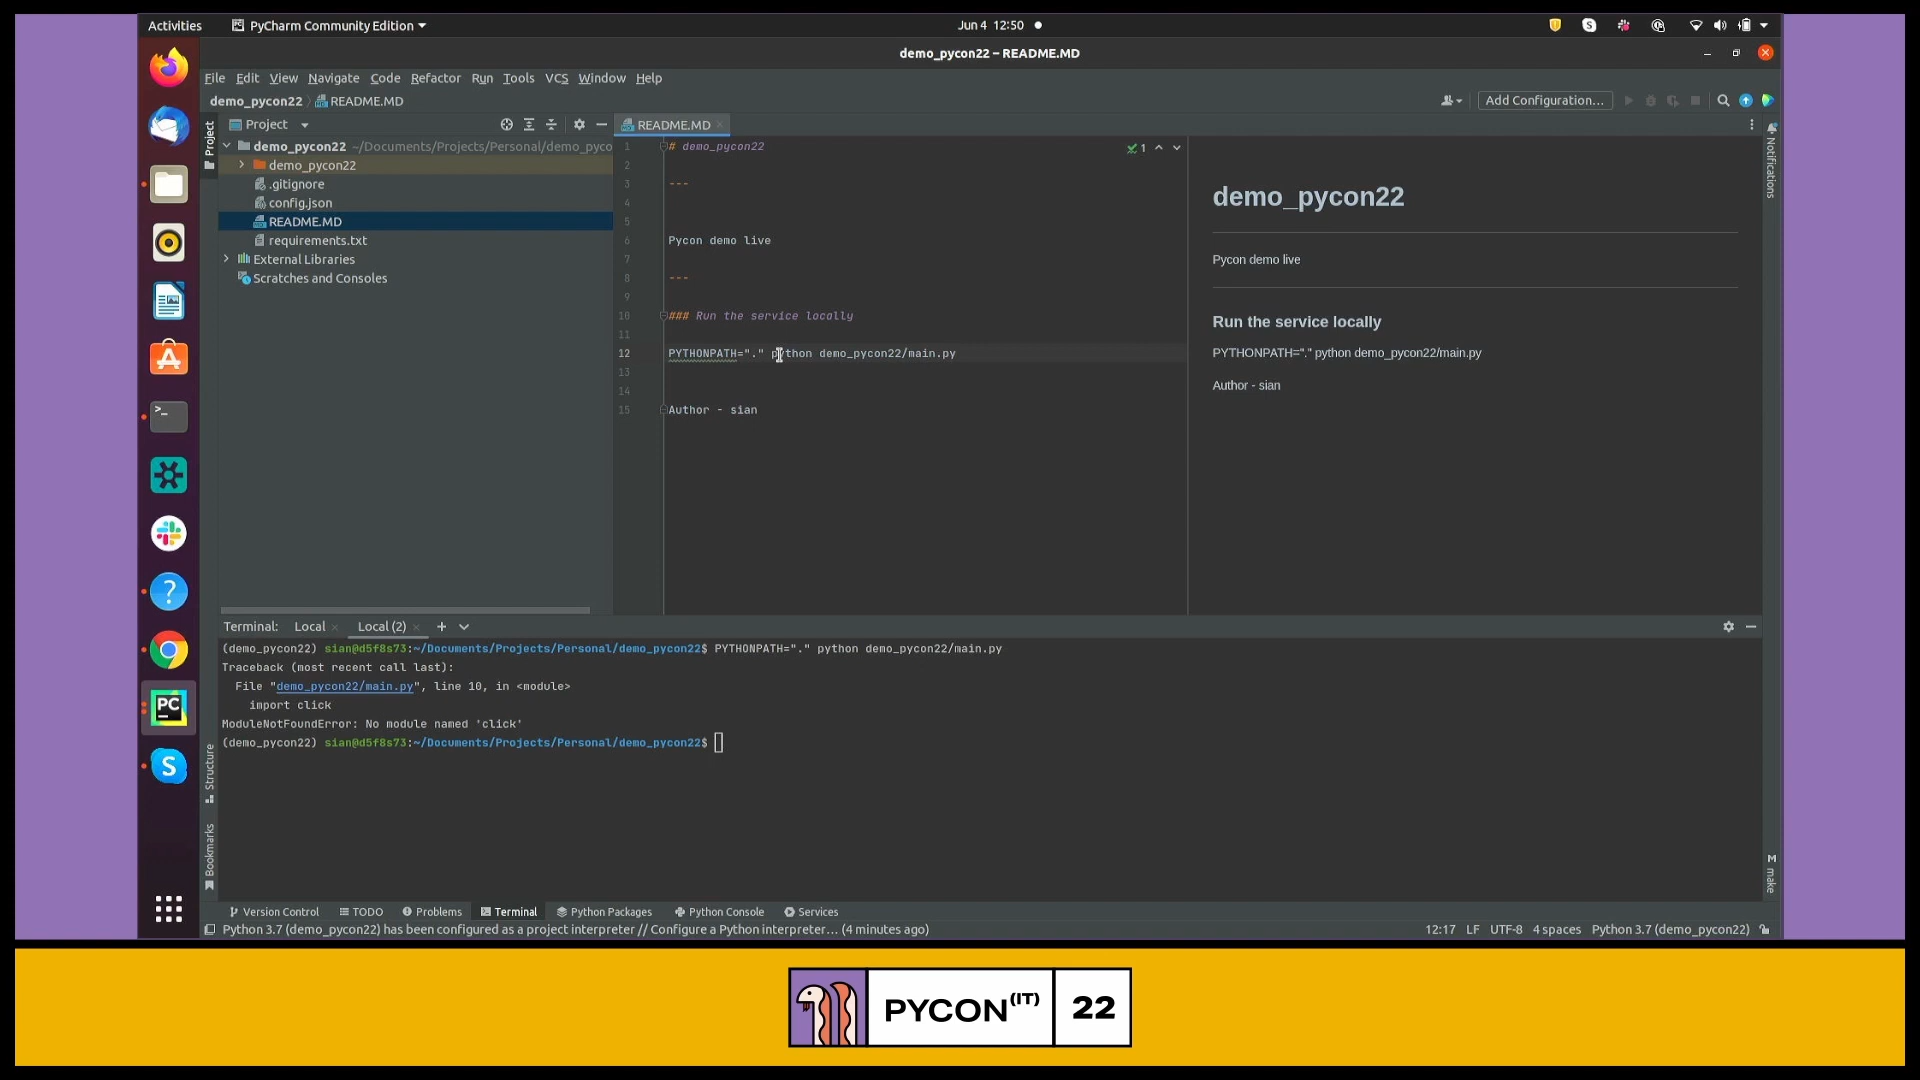 Activities PyCharm Community Edition Jun 4 12:50
demo_pycon22 – README.MD
File Edit View Navigate Code Refactor Run Tools VCS Window Help
demo_pycon22 README.MD Add Configuration...
Project README.MD
Project
Notifications
demo_pycon22 ~/Documents/Projects/Personal/demo_pyco
demo_pycon22
.gitignore
config.json
README.MD
requirements.txt
External Libraries
Scratches and Consoles
1 # demo_pycon22 1
2
3 ---
4
5
6 Pycon demo live
7
8 ---
9
10 ### Run the service locally
11
12 PYTHONPATH="." python demo_pycon22/main.py
13
14
15 Author - sian
demo_pycon22
Pycon demo live
Run the service locally
PYTHONPATH="." python demo_pycon22/main.py
Author - sian
Terminal: Local Local (2)
(demo_pycon22) sian@d5f8s73:~/Documents/Projects/Personal/demo_pycon22$ PYTHONPATH="." python demo_pycon22/main.py
Traceback (most recent call last):
File "demo_pycon22/main.py", line 10, in <module>
import click
ModuleNotFoundError: No module named 'click'
(demo_pycon22) sian@d5f8s73:~/Documents/Projects/Personal/demo_pycon22$
Structure
Bookmarks
make
Version Control TODO Problems Terminal Python Packages Python Console Services
Python 3.7 (demo_pycon22) has been configured as a project interpreter // Configure a Python interpreter... (4 minutes ago) 12:17 LF UTF-8 4 spaces Python 3.7 (demo_pycon22)
PYCON(IT) 22